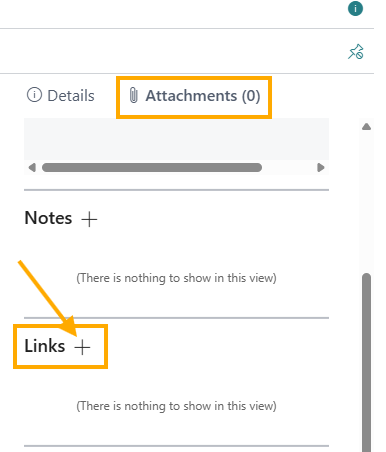 Details Attachments (0)
Notes
(There is nothing to show in this view)
Links
(There is nothing to show in this view)